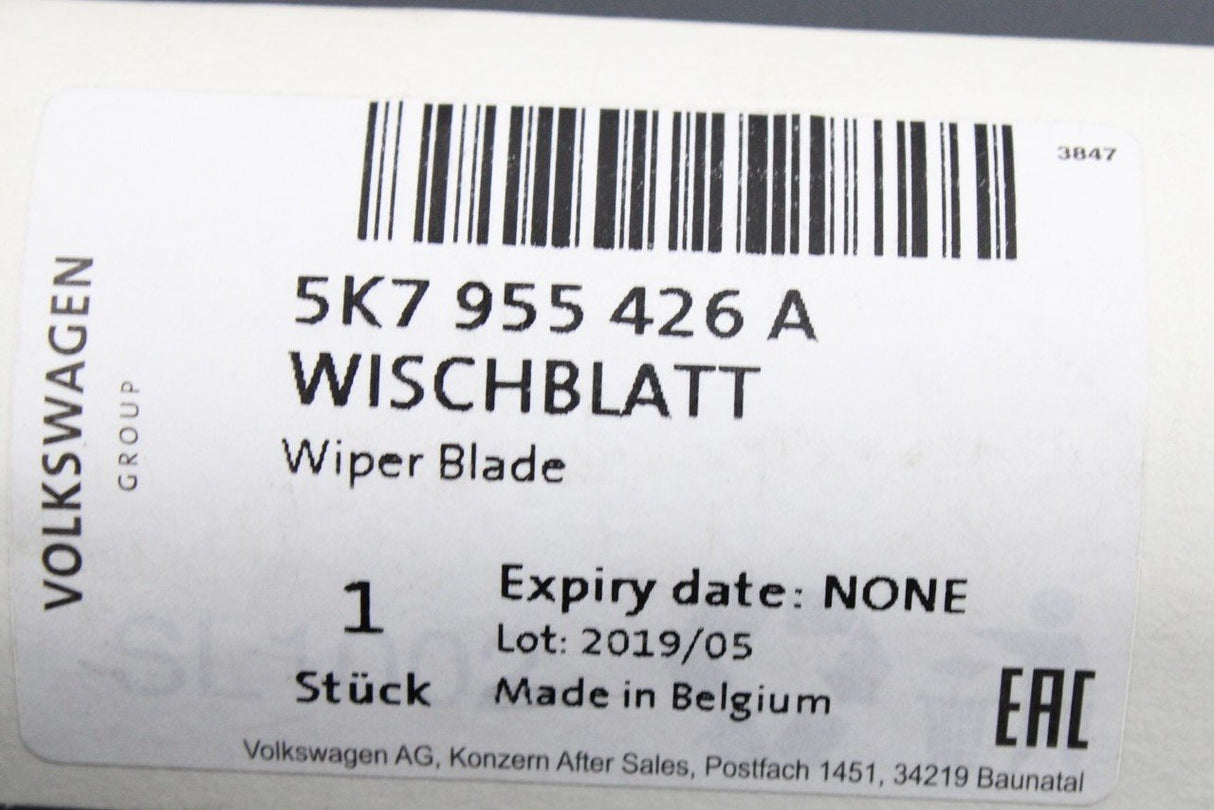 3847
5K7 955 426 A
WISCHBLATT
Wiper Blade
VOLKSWAGEN
GROUP
1
Stück
Expiry date: NONE
Lot: 2019/05
Made in Belgium
EAC
Volkswagen AG, Konzern After Sales, Postfach 1451, 34219 Baunatal